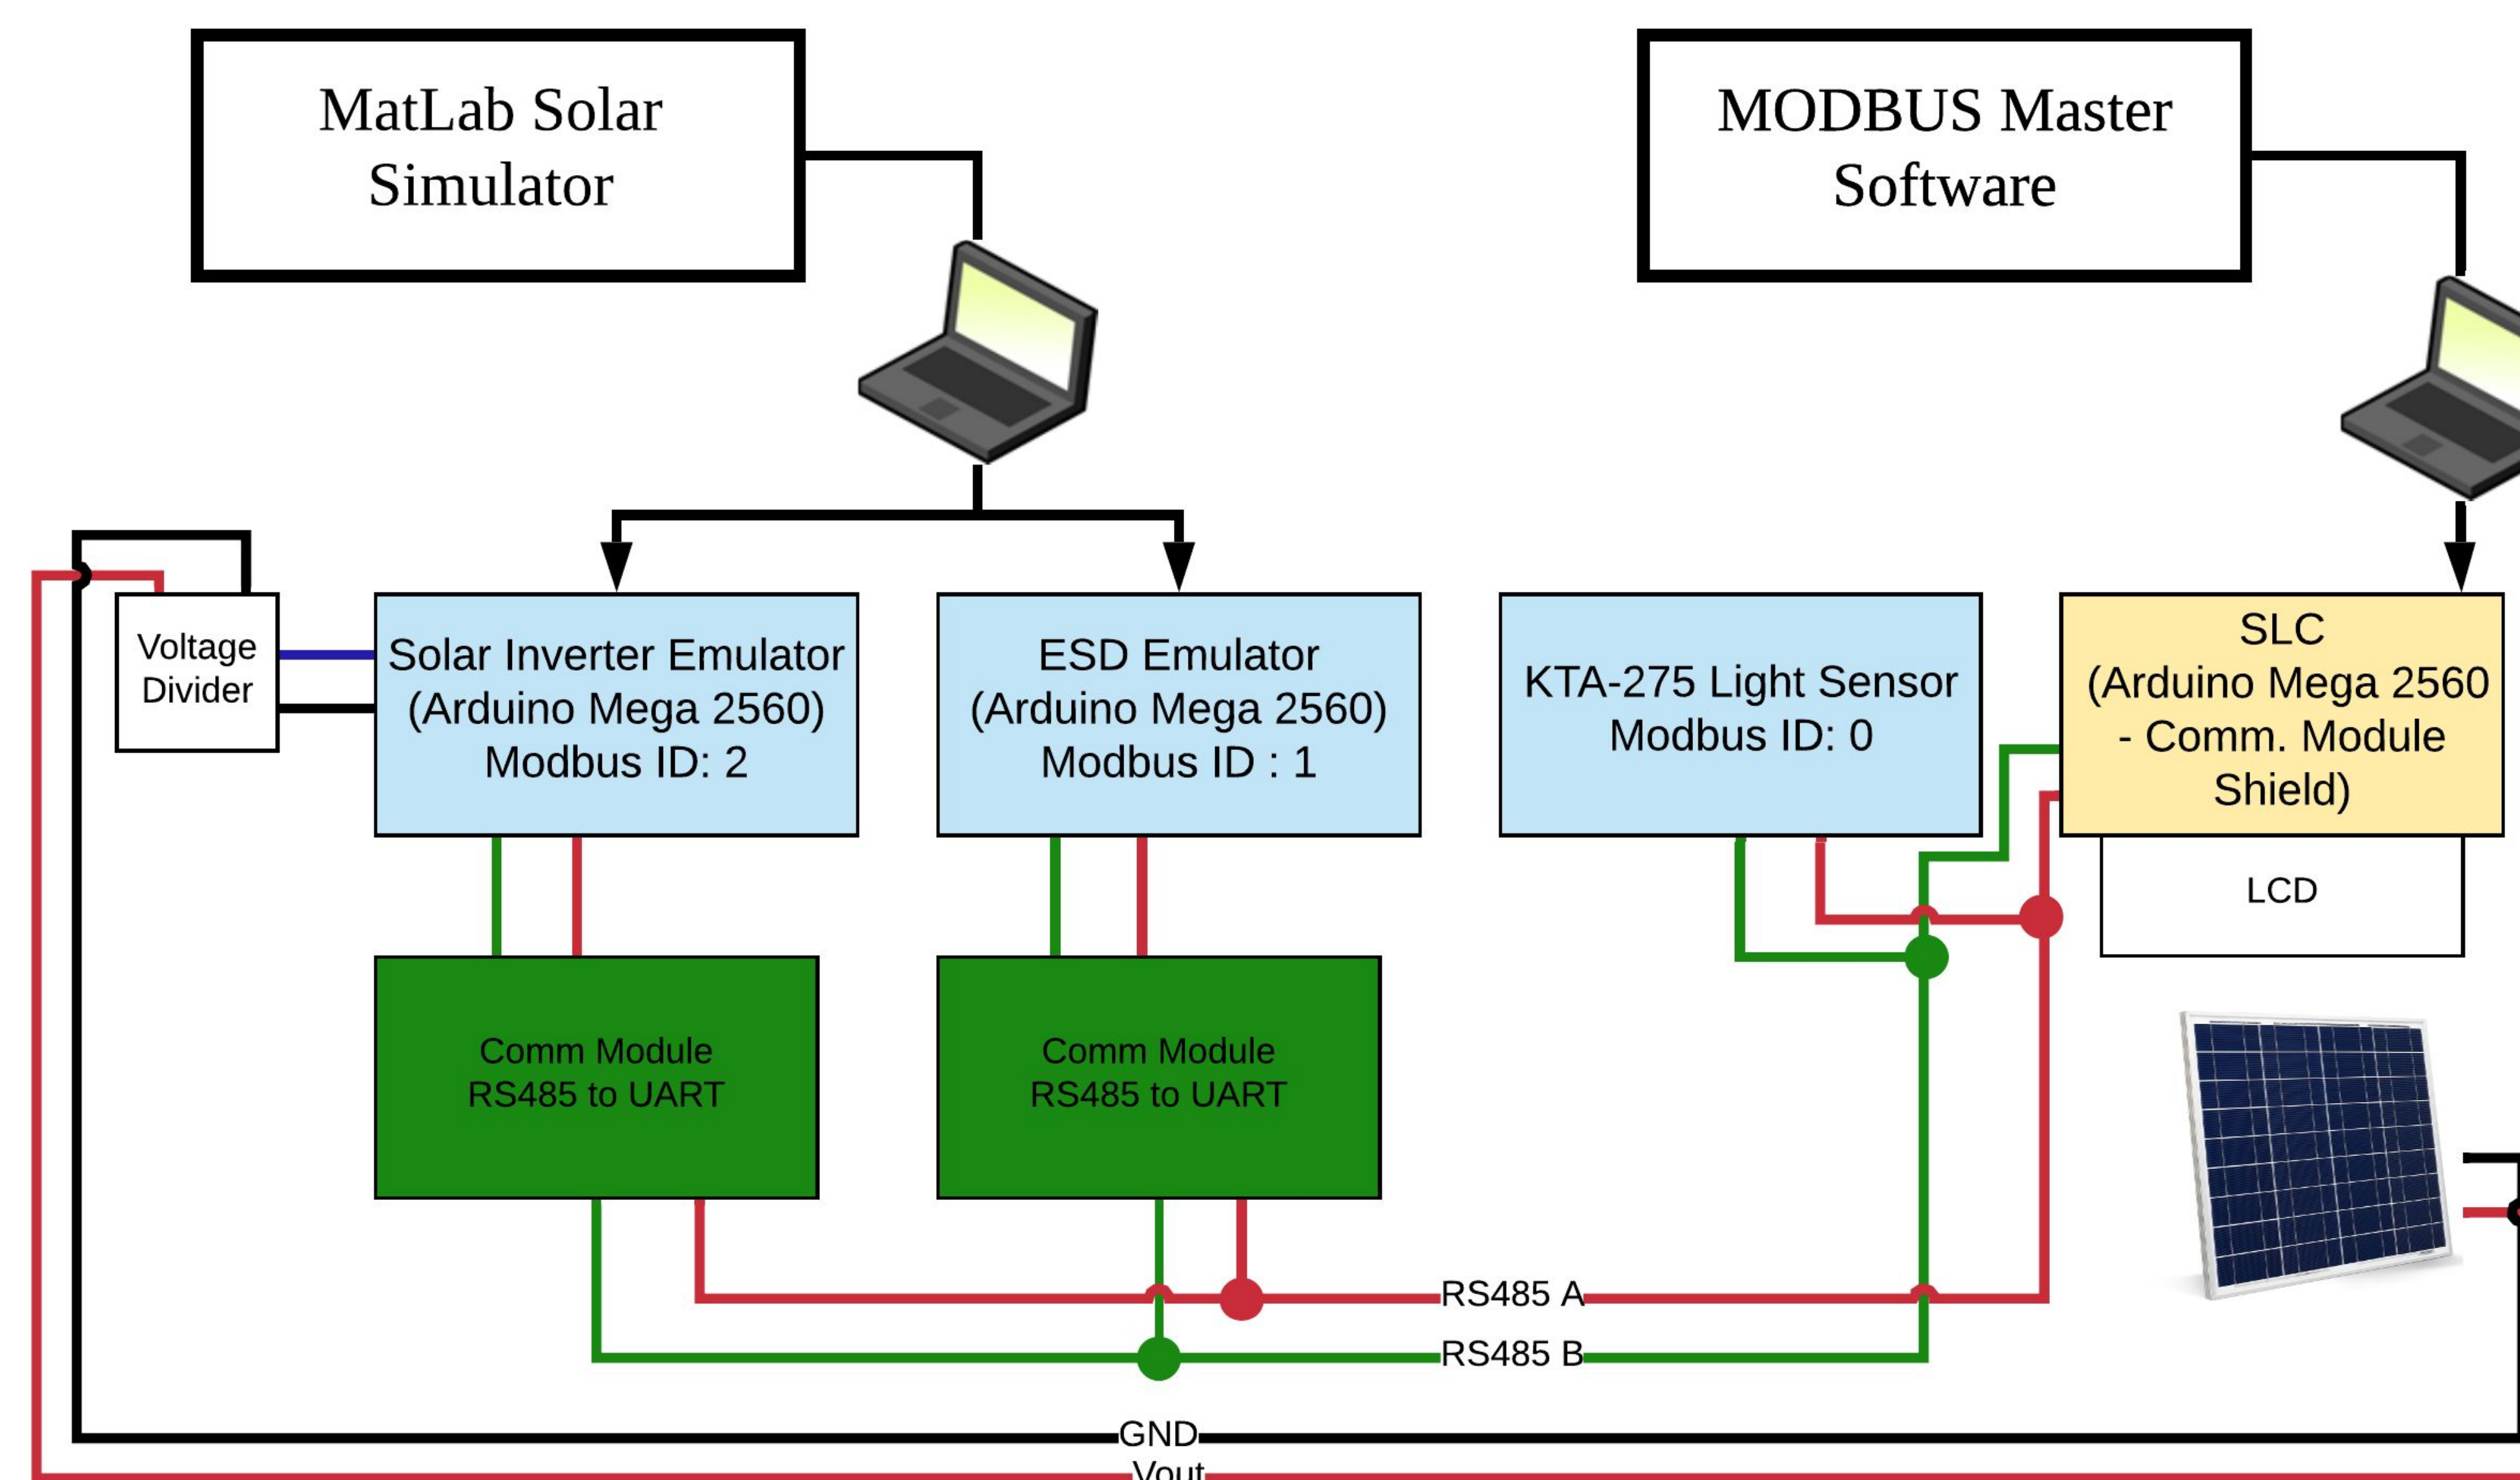 MatLab Solar
Simulator
MODBUS Master
Software
Voltage
Divider
Solar Inverter Emulator
(Arduino Mega 2560)
Modbus ID: 2
ESD Emulator
(Arduino Mega 2560)
Modbus ID : 1
KTA-275 Light Sensor
Modbus ID: 0
SLC
(Arduino Mega 2560
- Comm. Module
Shield)
LCD
Comm Module
RS485 to UART
Comm Module
RS485 to UART
RS485 A
RS485 B
GND
Vout